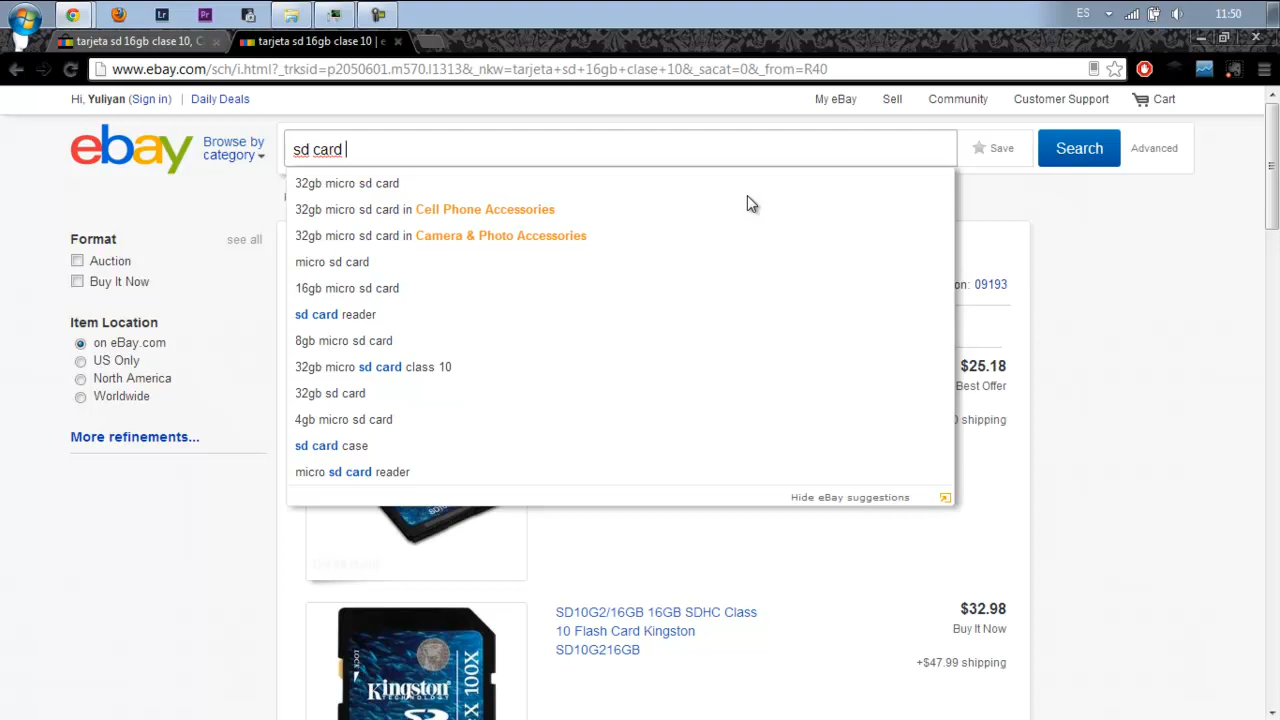 ES
11:50
tarjeta sd 16gb clase 10, C
tarjeta sd 16gb clase 10 | e
www.ebay.com/sch/i.html?_trksid=p2050601.m570.l1313&_nkw=tarjeta+sd+16gb+clase+10&_sacat=0&_from=R40
Hi, Yuliyan (Sign in) | Daily Deals
My eBay
Sell
Community
Customer Support
Cart
ebay
Browse by
category
sd card
Save
Search
Advanced
32gb micro sd card
32gb micro sd card in Cell Phone Accessories
32gb micro sd card in Camera & Photo Accessories
micro sd card
16gb micro sd card
sd card reader
8gb micro sd card
32gb micro sd card class 10
32gb sd card
4gb micro sd card
sd card case
micro sd card reader
Hide eBay suggestions
Format
see all
Auction
Buy It Now
Item Location
on eBay.com
US Only
North America
Worldwide
More refinements...
on: 09193
$25.18
Best Offer
0 shipping
SD10G2/16GB 16GB SDHC Class
10 Flash Card Kingston
SD10G216GB
$32.98
Buy It Now
+$47.99 shipping
Lock
Kingston
TECHNOLOGY
100X